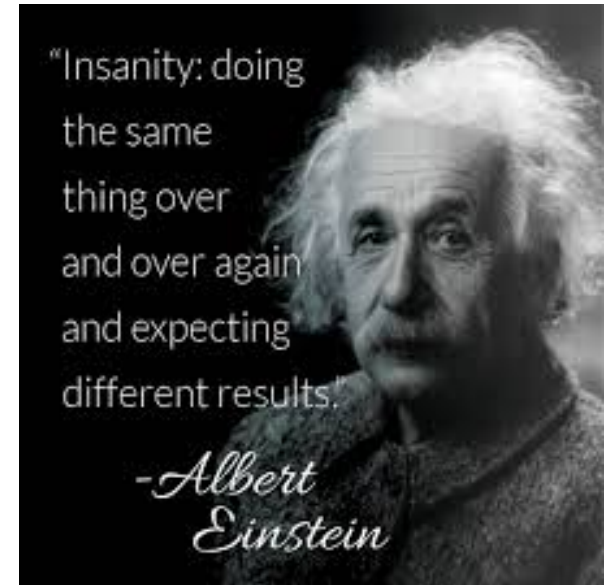 “Insanity: doing
the same
thing over
and over again
and expecting
different results.”
-Albert
Einstein